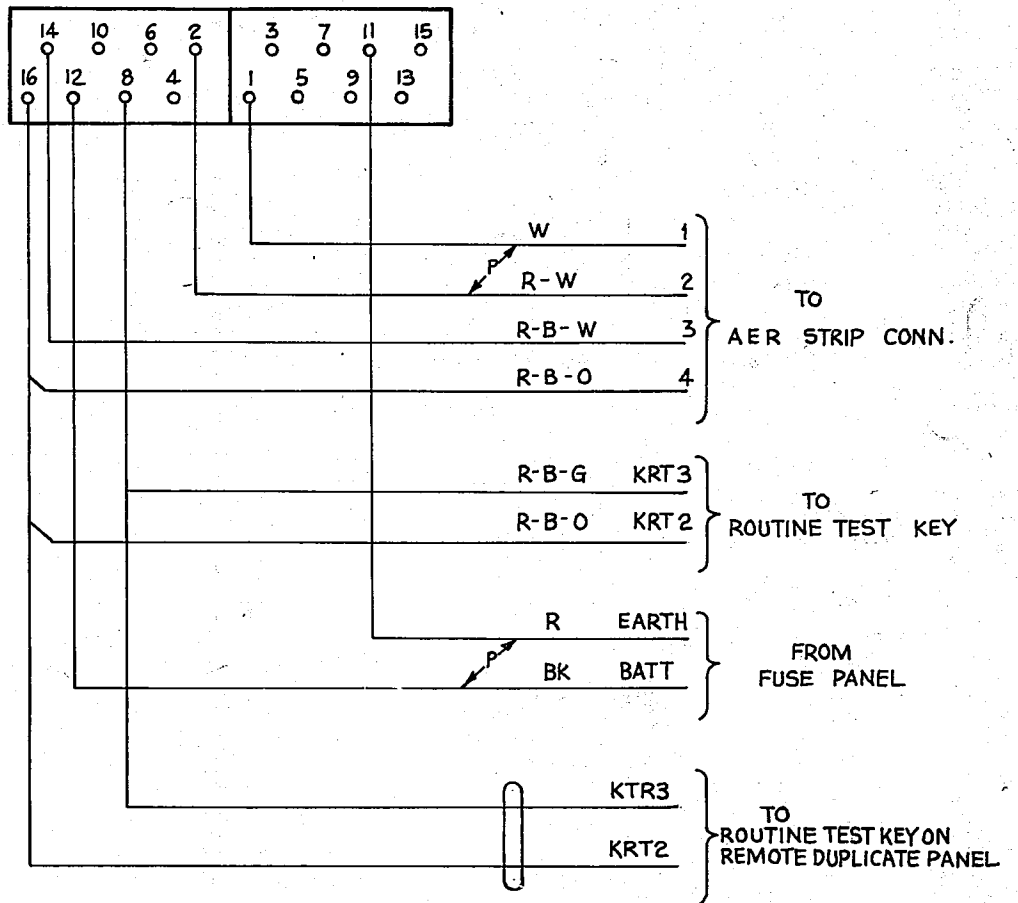 14 10 6 2 3 7 11 15
16 12 8 4 1 5 9 13
W 1
P
R-W 2
R-B-W 3
R-B-O 4
TO
AER STRIP CONN.
R-B-G KRT3
R-B-O KRT2
TO
ROUTINE TEST KEY
R EARTH
P
BK BATT
FROM
FUSE PANEL
KTR3
KRT2
TO
ROUTINE TEST KEY ON
REMOTE DUPLICATE PANEL